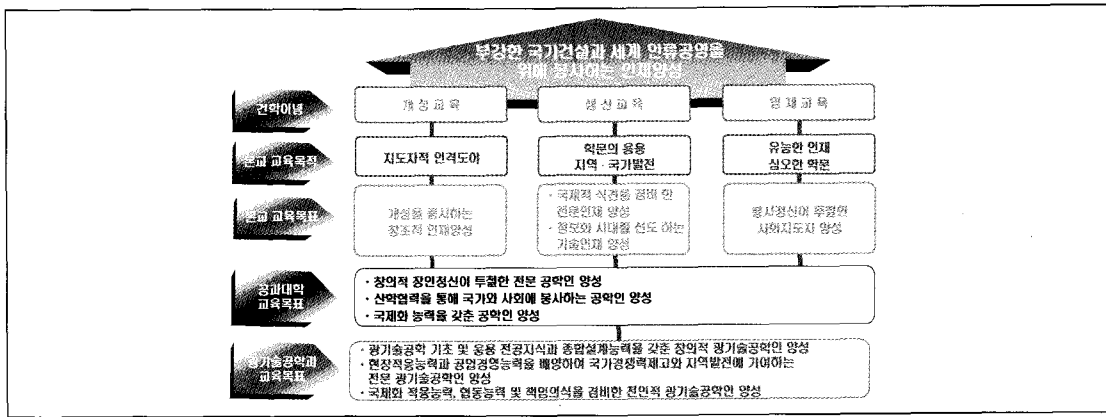 부강한 국가건설과 세계 인류공영을
위해 봉사하는 인재양성
건학이념
개성교육
생산교육
영재교육
본교 교육목적
지도자적 인격도야
학문의 응용
지역 · 국가발전
유능한 인재
심오한 학문
본교 교육목표
개성을 중시하는
창조적 인재양성
· 국제적 식견을 겸비 한
전문인재 양성
· 정보화 시대를 선도 하는
기술인재 양성
봉사정신이 투철한
사회지도자 양성
공과대학
교육목표
· 창의적 장인정신이 투철한 전문 공학인 양성
· 산학협력을 통해 국가와 사회에 봉사하는 공학인 양성
· 국제화 능력을 갖춘 공학인 양성
광기술공학과
교육목표
· 광기술공학 기초 및 응용 전공지식과 종합설계능력을 갖춘 창의적 광기술공학인 양성
· 현장적응능력과 공업경영능력을 배양하여 국가경쟁력제고와 지역발전에 기여하는
전문 광기술공학인 양성
· 국제화 적응능력, 협동능력 및 책임의식을 겸비한 전인적 광기술공학인 양성